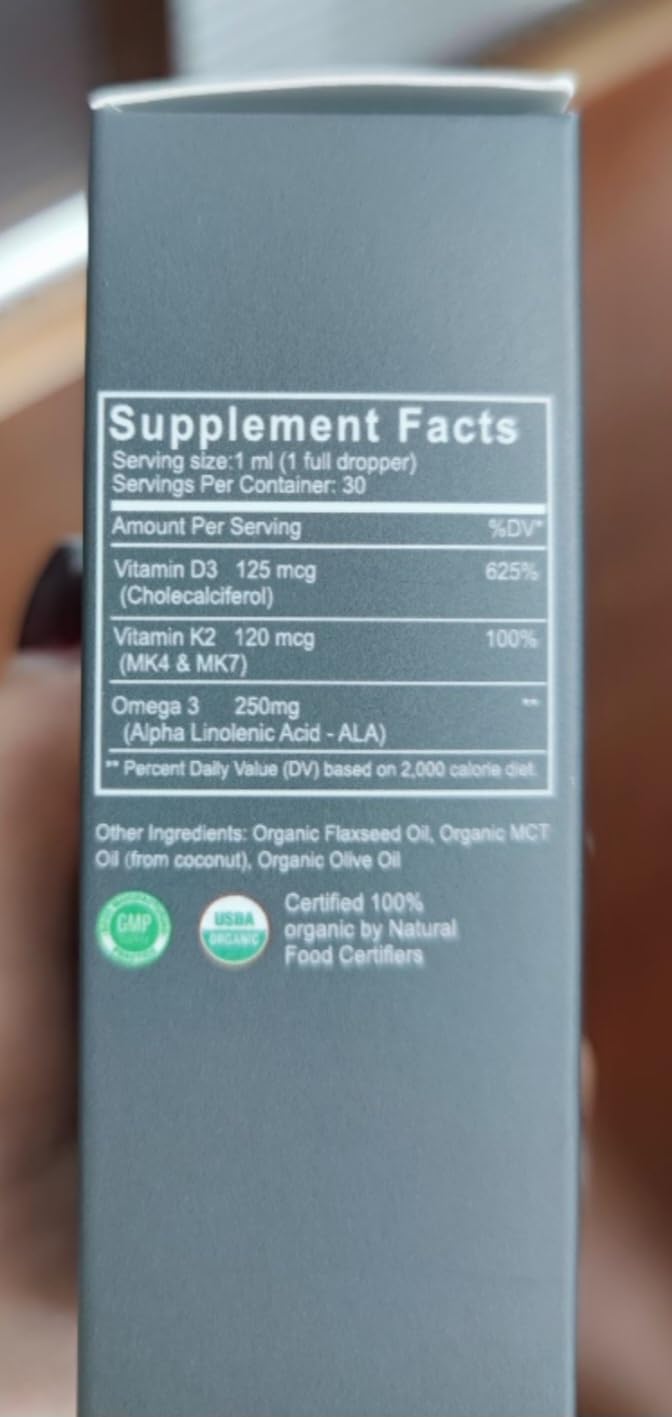 Supplement Facts
Serving size:1 ml (1 full dropper)
Servings Per Container: 30
Amount Per Serving %DV*
Vitamin D3 125 mcg 625%
(Cholecalciferol)
Vitamin K2 120 mcg 100%
(MK4 & MK7)
Omega 3 250mg **
(Alpha Linolenic Acid - ALA)
** Percent Daily Value (DV) based on 2,000 calorie diet.
Other Ingredients: Organic Flaxseed Oil, Organic MCT
Oil (from coconut), Organic Olive Oil
GMP
USDA
ORGANIC
Certified 100%
organic by Natural
Food Certifiers